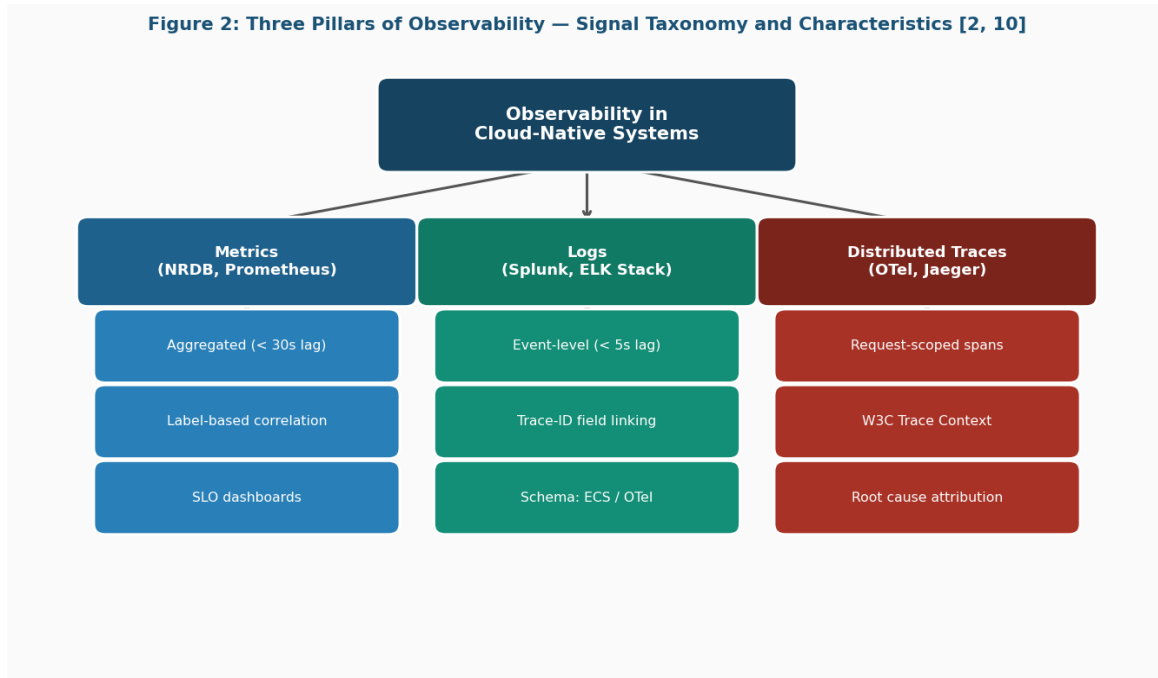 Figure 2: Three Pillars of Observability — Signal Taxonomy and Characteristics [2, 10]
Observability in
Cloud-Native Systems
Metrics
(NRDB, Prometheus)
Logs
(Splunk, ELK Stack)
Distributed Traces
(OTel, Jaeger)
Aggregated (< 30s lag)
Event-level (< 5s lag)
Request-scoped spans
Label-based correlation
Trace-ID field linking
W3C Trace Context
SLO dashboards
Schema: ECS / OTel
Root cause attribution